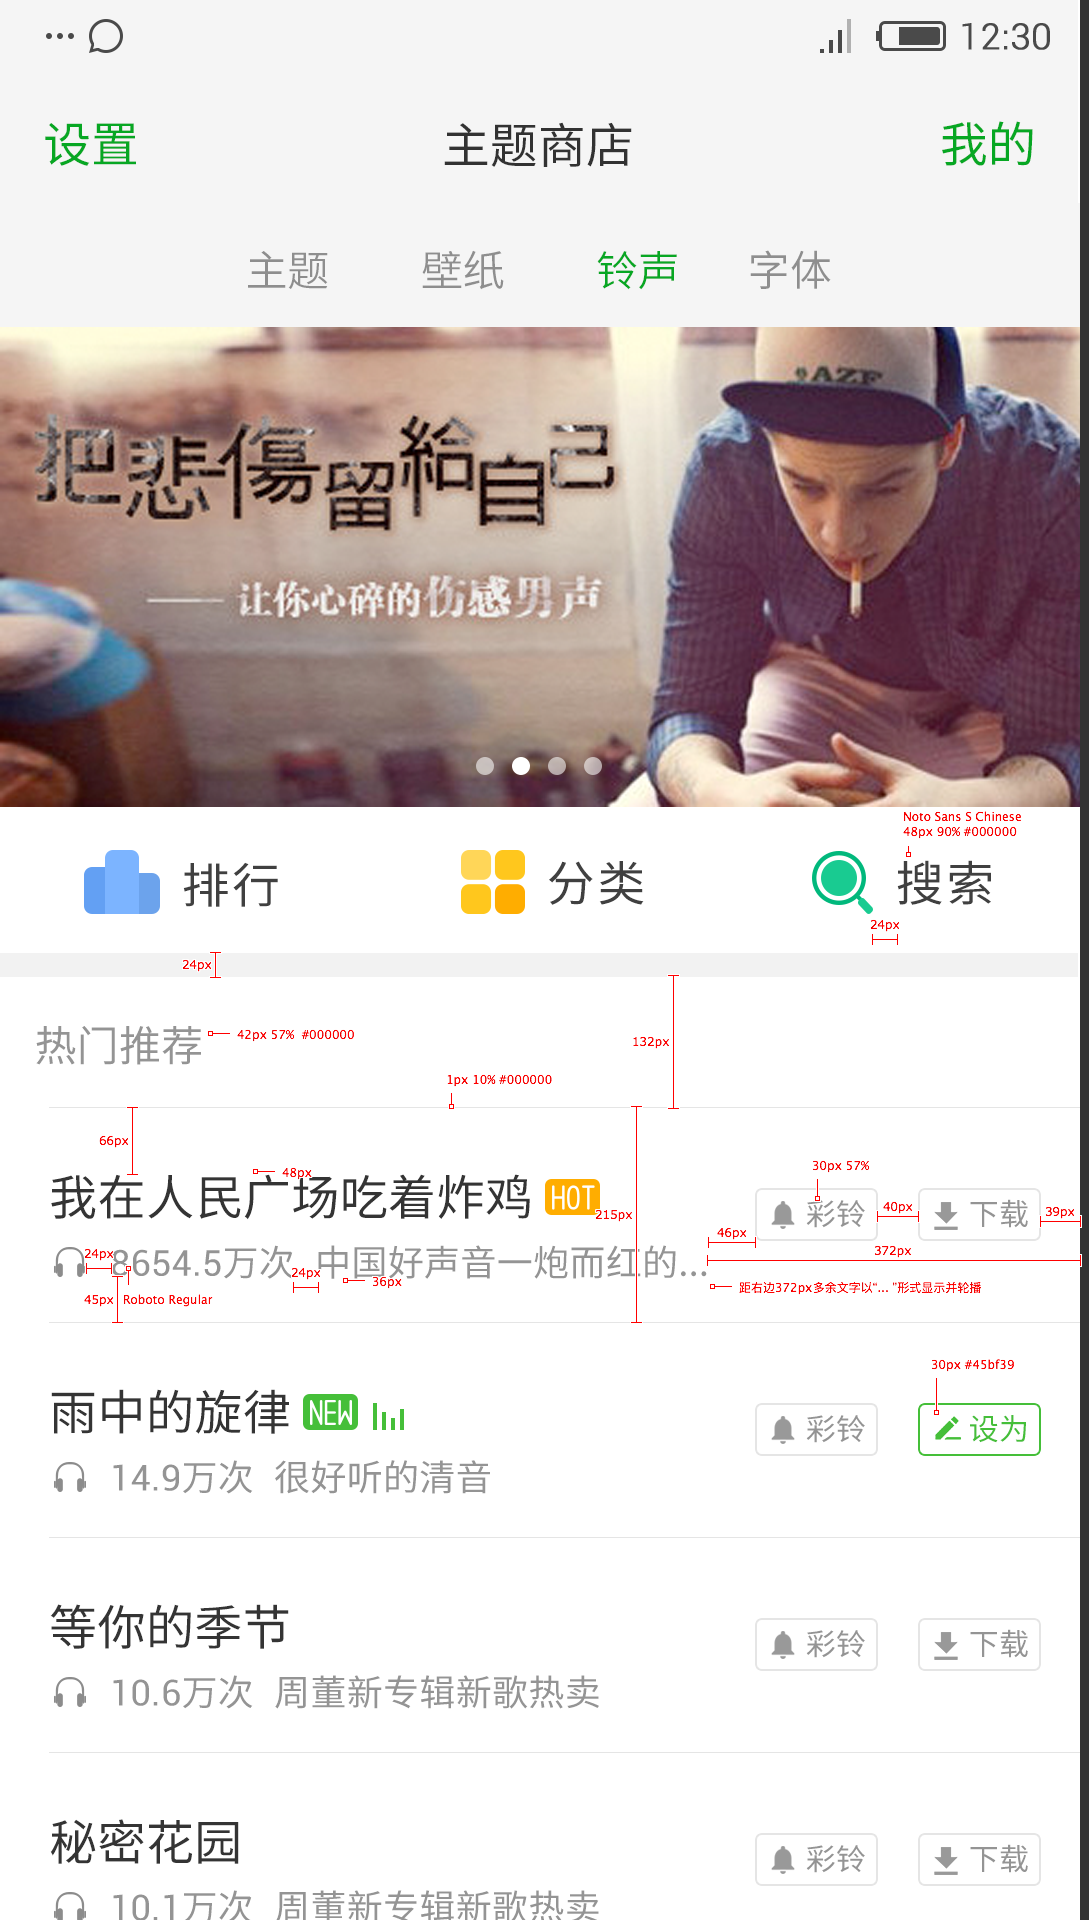 12:30
设置 主题商店 我的
主题 壁纸 铃声 字体
AZF
把悲傷留給自己
——让你心碎的伤感男声
Noto Sans S Chinese
48px 90% #000000
排行 分类 搜索
24px
24px
热门推荐 42px 57% #000000
132px
1px 10% #000000
66px
48px
30px 57%
我在人民广场吃着炸鸡 HOT 彩铃 下载
215px 40px 39px
46px
372px
8654.5万次 中国好声音一炮而红的...
24px 24px 36px
距右边372px多余文字以“... ”形式显示并轮播
45px Roboto Regular
30px #45bf39
雨中的旋律 NEW 彩铃 设为
14.9万次 很好听的清音
等你的季节 彩铃 下载
10.6万次 周董新专辑新歌热卖
秘密花园 彩铃 下载
10.1万次 周董新专辑新歌热卖